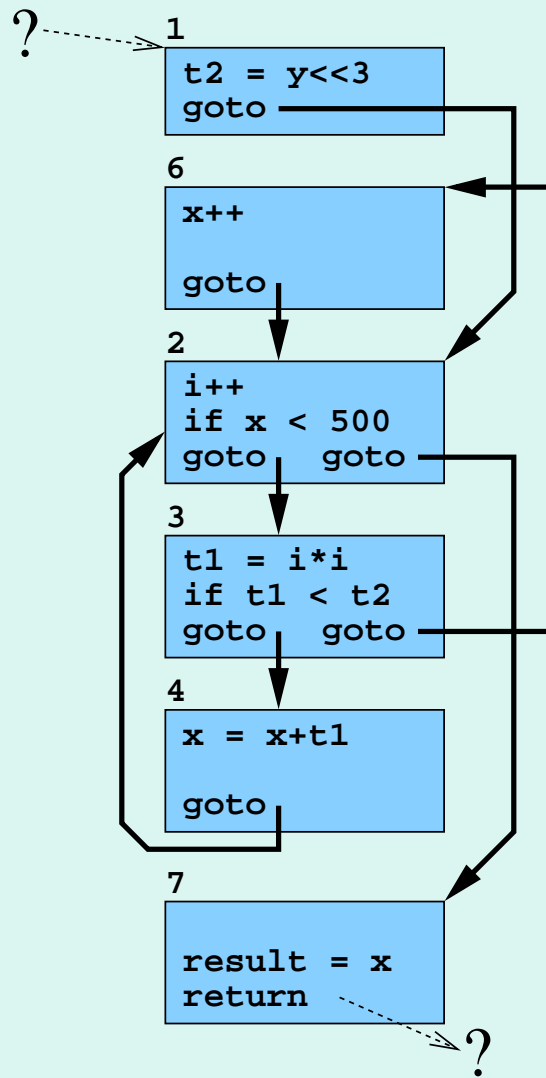 ?
1
t2 = y<<3
goto
6
x++
goto
2
i++
if x < 500
goto goto
3
t1 = i*i
if t1 < t2
goto goto
4
x = x+t1
goto
7
result = x
return
?